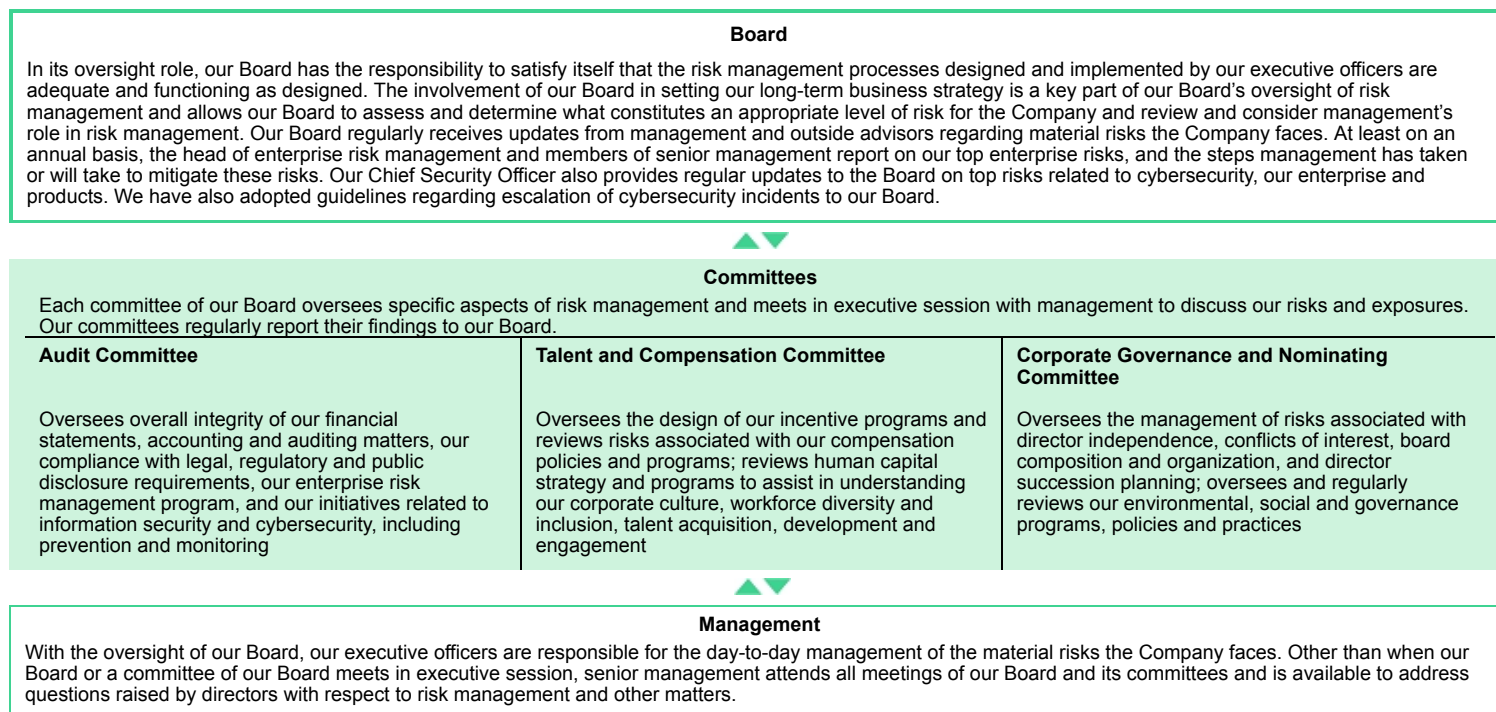 Board
In its oversight role, our Board has the responsibility to satisfy itself that the risk management processes designed and implemented by our executive officers are
adequate and functioning as designed. The involvement of our Board in setting our long-term business strategy is a key part of our Board’s oversight of risk
management and allows our Board to assess and determine what constitutes an appropriate level of risk for the Company and review and consider management’s
role in risk management. Our Board regularly receives updates from management and outside advisors regarding material risks the Company faces. At least on an
annual basis, the head of enterprise risk management and members of senior management report on our top enterprise risks, and the steps management has taken
or will take to mitigate these risks. Our Chief Security Officer also provides regular updates to the Board on top risks related to cybersecurity, our enterprise and
products. We have also adopted guidelines regarding escalation of cybersecurity incidents to our Board.
Committees
Each committee of our Board oversees specific aspects of risk management and meets in executive session with management to discuss our risks and exposures.
Our committees regularly report their findings to our Board.
Audit Committee
Oversees overall integrity of our financial
statements, accounting and auditing matters, our
compliance with legal, regulatory and public
disclosure requirements, our enterprise risk
management program, and our initiatives related to
information security and cybersecurity, including
prevention and monitoring
Talent and Compensation Committee
Oversees the design of our incentive programs and
reviews risks associated with our compensation
policies and programs; reviews human capital
strategy and programs to assist in understanding
our corporate culture, workforce diversity and
inclusion, talent acquisition, development and
engagement
Corporate Governance and Nominating
Committee
Oversees the management of risks associated with
director independence, conflicts of interest, board
composition and organization, and director
succession planning; oversees and regularly
reviews our environmental, social and governance
programs, policies and practices
Management
With the oversight of our Board, our executive officers are responsible for the day-to-day management of the material risks the Company faces. Other than when our
Board or a committee of our Board meets in executive session, senior management attends all meetings of our Board and its committees and is available to address
questions raised by directors with respect to risk management and other matters.